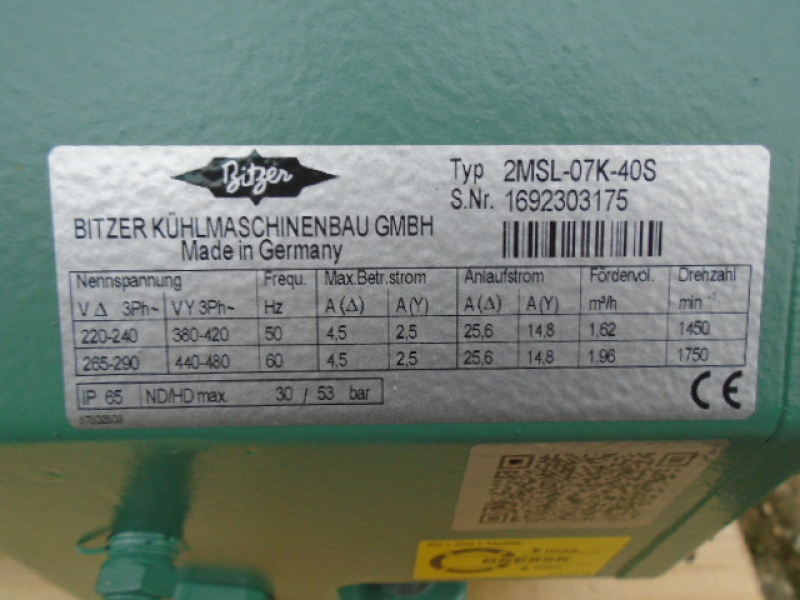 Bitzer
Typ 2MSL-07K-40S
S.Nr. 1692303175
BITZER KÜHLMASCHINENBAU GMBH
Made in Germany
Nennspannung Frequ. Max.Betr.strom Anlaufstrom Fördervol. Drehzahl
V Δ 3Ph~ V Y 3Ph~ Hz A (Δ) A (Y) A (Δ) A (Y) m³/h min⁻¹
220-240 380-420 50 4,5 2,5 25,6 14,8 1.62 1450
265-290 440-480 60 4,5 2,5 25,6 14,8 1.96 1750
IP 65 ND/HD max. 30 / 53 bar
CE